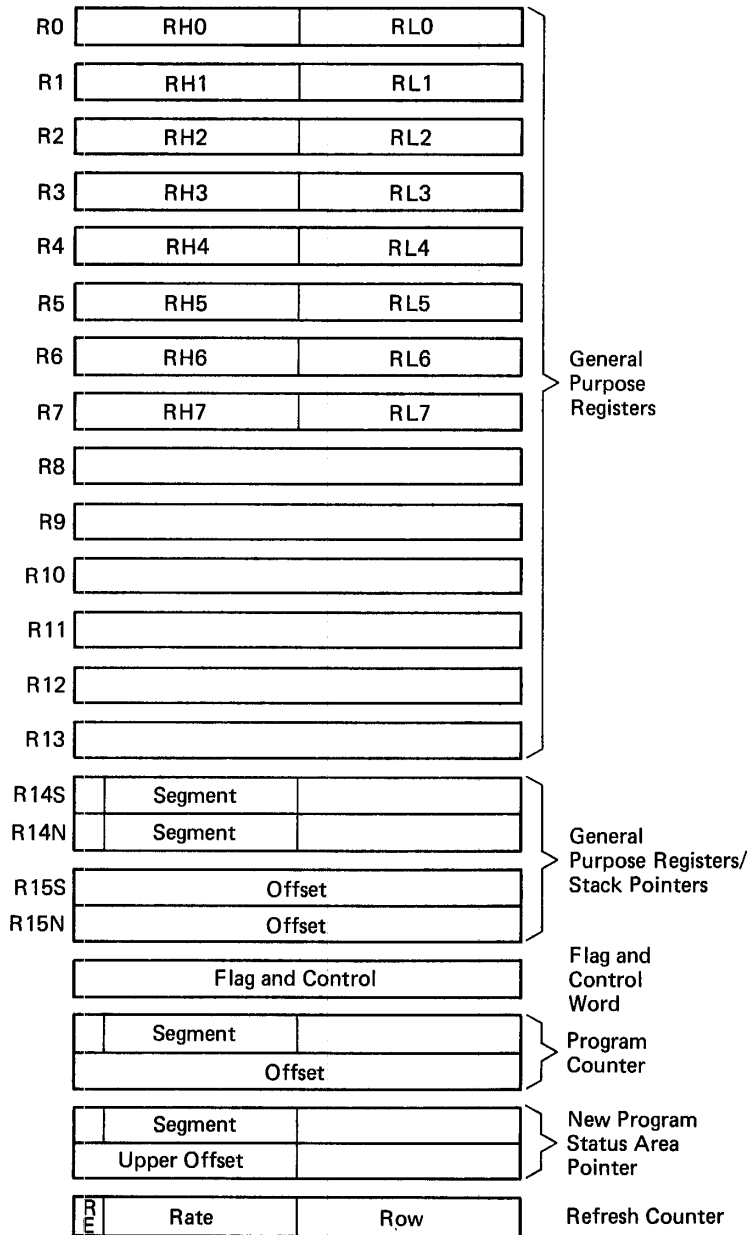 R0 RH0 RL0
R1 RH1 RL1
R2 RH2 RL2
R3 RH3 RL3
R4 RH4 RL4
R5 RH5 RL5
R6 RH6 RL6
R7 RH7 RL7
General
Purpose
Registers
R8
R9
R10
R11
R12
R13
R14S Segment
R14N Segment
R15S Offset
R15N Offset
General
Purpose Registers/
Stack Pointers
Flag and Control
Flag and
Control
Word
Segment
Offset
Program
Counter
Segment
Upper Offset
New Program
Status Area
Pointer
RE Rate Row Refresh Counter